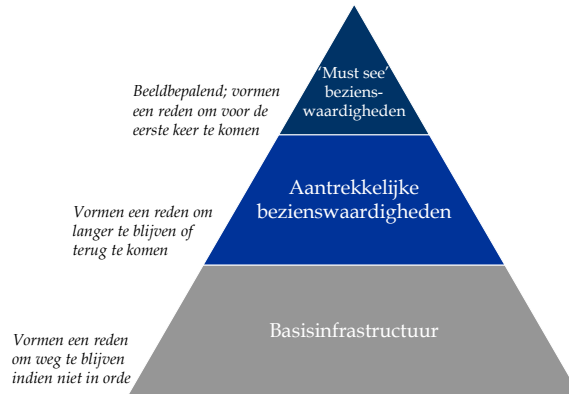 'Must see'
beziens-
waardigheden
Beeldbepalend; vormen
een reden om voor de
eerste keer te komen
Aantrekkelijke
bezienswaardigheden
Vormen een reden om
langer te blijven of
terug te komen
Basisinfrastructuur
Vormen een reden
om weg te blijven
indien niet in orde